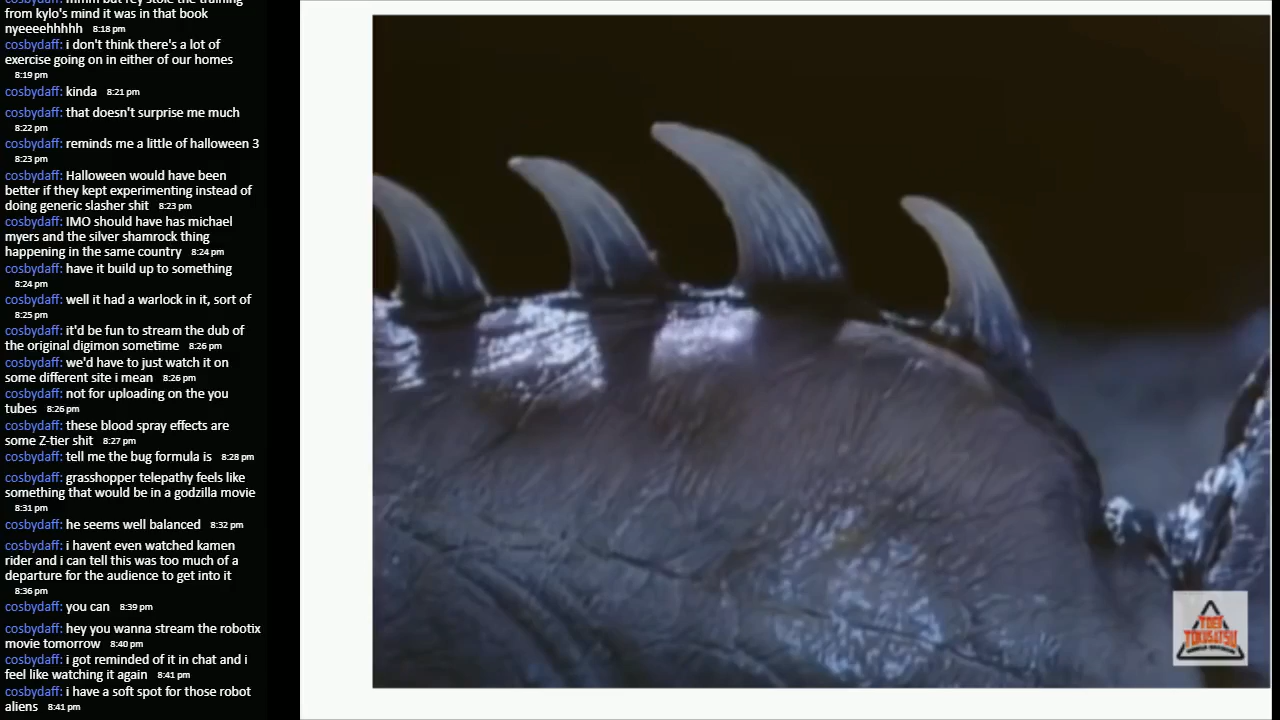 from kylo's mind it was in that book
nyeeeehhhhh 8:18 pm
cosbydaff: i don't think there's a lot of
exercise going on in either of our homes
8:19 pm
cosbydaff: kinda 8:21 pm
cosbydaff: that doesn't surprise me much
8:22 pm
cosbydaff: reminds me a little of halloween 3
8:23 pm
cosbydaff: Halloween would have been
better if they kept experimenting instead of
doing generic slasher shit 8:23 pm
cosbydaff: IMO should have has michael
myers and the silver shamrock thing
happening in the same country 8:24 pm
cosbydaff: have it build up to something
8:24 pm
cosbydaff: well it had a warlock in it, sort of
8:25 pm
cosbydaff: it'd be fun to stream the dub of
the original digimon sometime 8:26 pm
cosbydaff: we'd have to just watch it on
some different site i mean 8:26 pm
cosbydaff: not for uploading on the you
tubes 8:26 pm
cosbydaff: these blood spray effects are
some Z-tier shit 8:27 pm
cosbydaff: tell me the bug formula is 8:28 pm
cosbydaff: grasshopper telepathy feels like
something that would be in a godzilla movie
8:31 pm
cosbydaff: he seems well balanced 8:32 pm
cosbydaff: i havent even watched kamen
rider and i can tell this was too much of a
departure for the audience to get into it
8:36 pm
cosbydaff: you can 8:39 pm
cosbydaff: hey you wanna stream the robotix
movie tomorrow 8:40 pm
cosbydaff: i got reminded of it in chat and i
feel like watching it again 8:41 pm
cosbydaff: i have a soft spot for those robot
aliens 8:41 pm
TOEI
TOKUSATSU